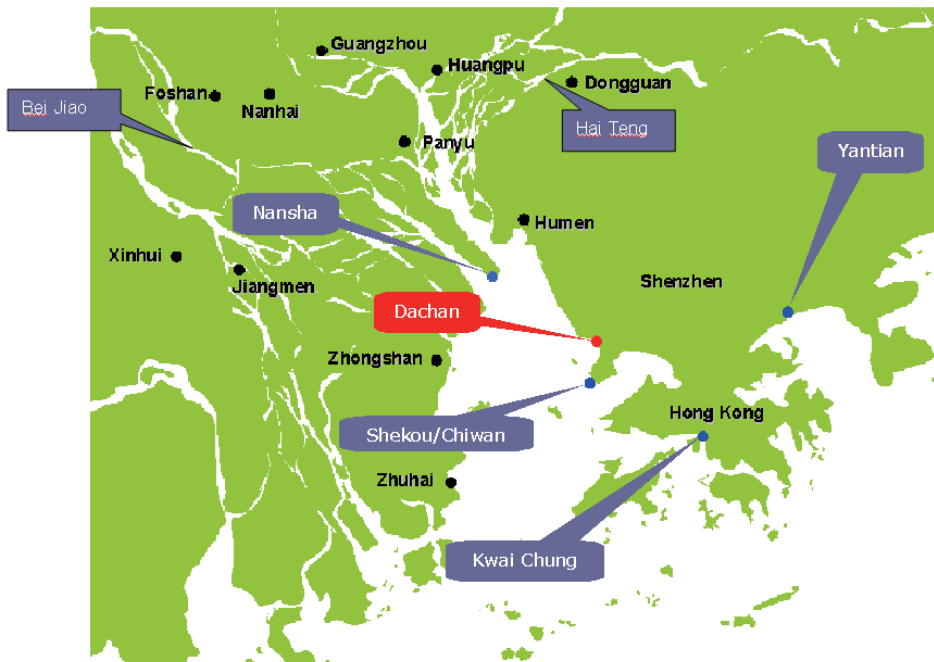 Guangzhou
Huangpu
Dongguan
Bei Jiao
Foshan
Nanhai
Hai Teng
Panyu
Yantian
Nansha
Humen
Xinhui
Jiangmen
Shenzhen
Dachan
Zhongshan
Hong Kong
Shekou/Chiwan
Zhuhai
Kwai Chung